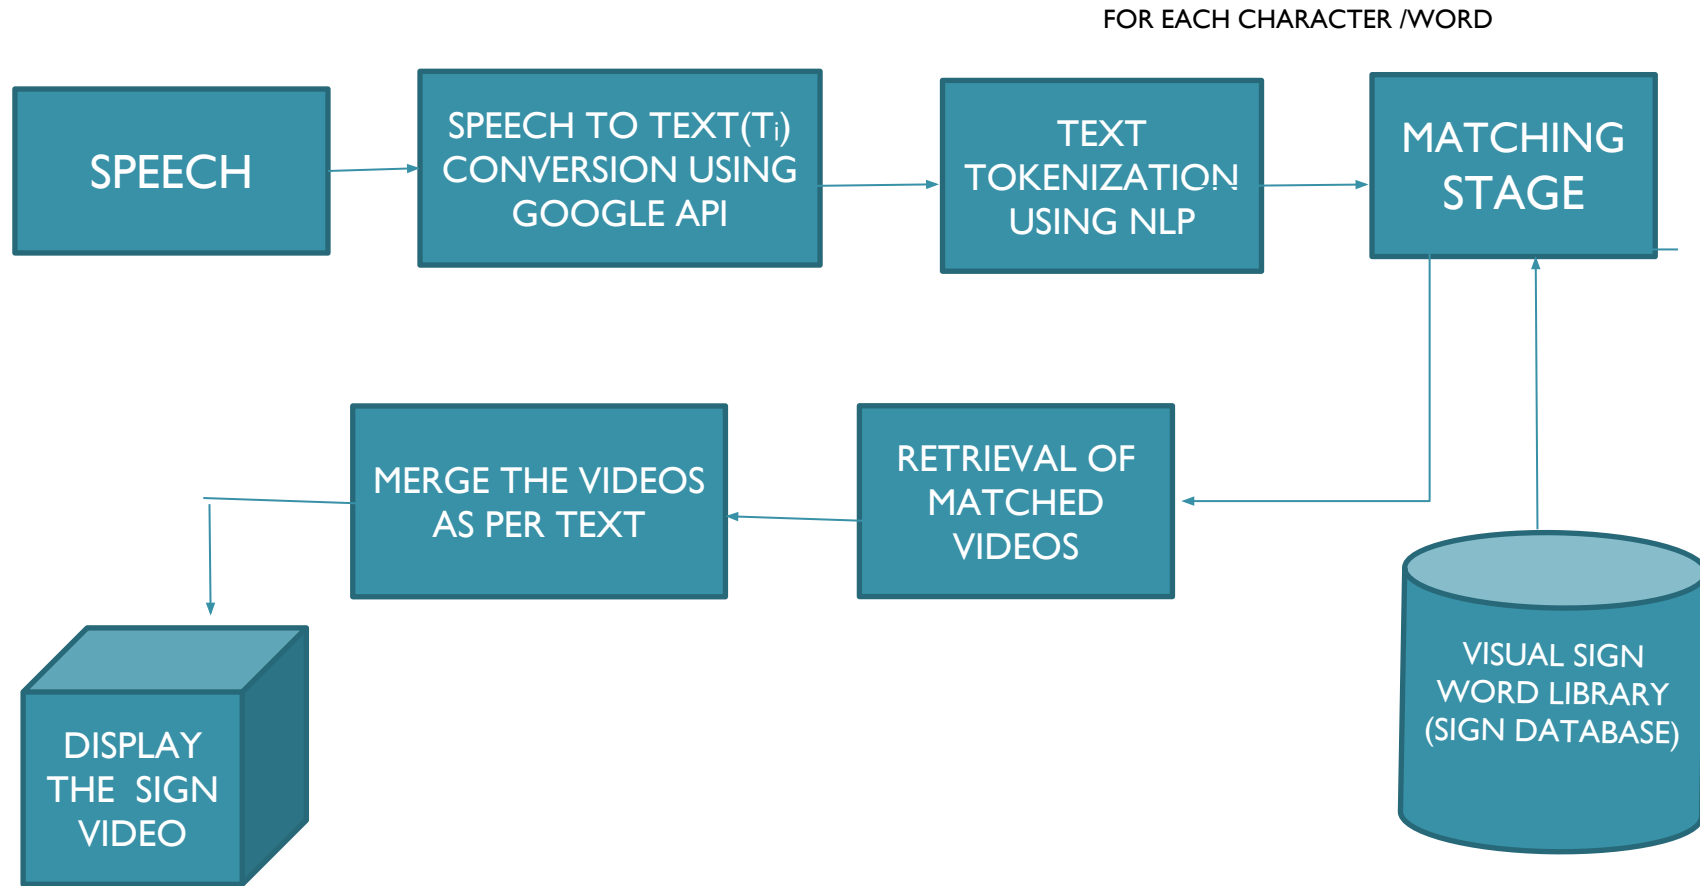 FOR EACH CHARACTER /WORD
SPEECH
SPEECH TO TEXT(Ti)
CONVERSION USING
GOOGLE API
TEXT
TOKENIZATION
USING NLP
MATCHING
STAGE
MERGE THE VIDEOS
AS PER TEXT
RETRIEVAL OF
MATCHED
VIDEOS
VISUAL SIGN
WORD LIBRARY
(SIGN DATABASE)
DISPLAY
THE SIGN
VIDEO